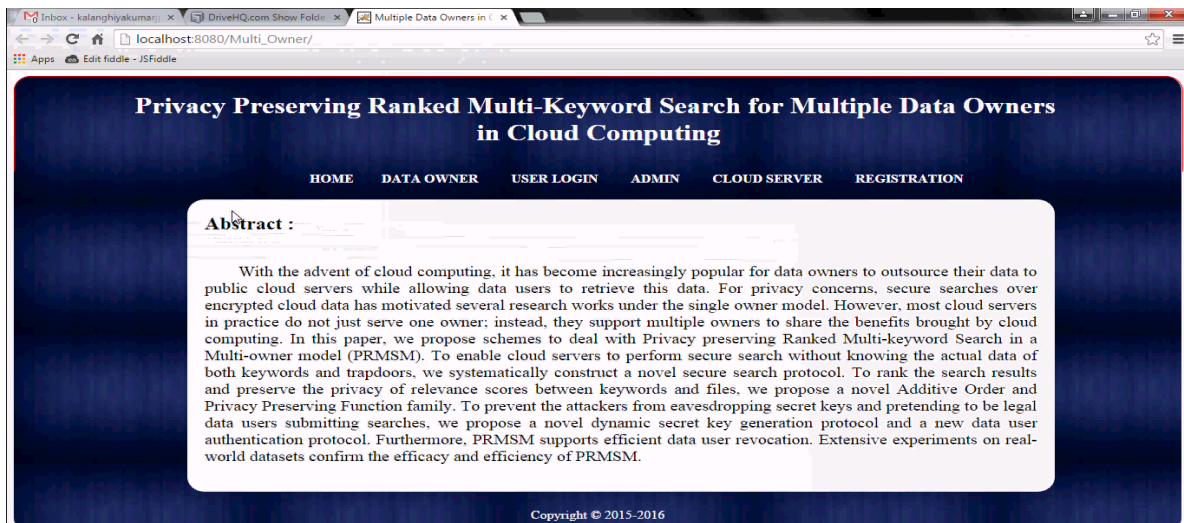 Inbox - kalanghiyakumar
DriveHQ.com Show Folde
Multiple Data Owners in
localhost:8080/Multi_Owner/
Apps Edit fiddle - JSFiddle
Privacy Preserving Ranked Multi-Keyword Search for Multiple Data Owners
in Cloud Computing
HOME DATA OWNER USER LOGIN ADMIN CLOUD SERVER REGISTRATION
Abstract :
With the advent of cloud computing, it has become increasingly popular for data owners to outsource their data to
public cloud servers while allowing data users to retrieve this data. For privacy concerns, secure searches over
encrypted cloud data has motivated several research works under the single owner model. However, most cloud servers
in practice do not just serve one owner; instead, they support multiple owners to share the benefits brought by cloud
computing. In this paper, we propose schemes to deal with Privacy preserving Ranked Multi-keyword Search in a
Multi-owner model (PRMSM). To enable cloud servers to perform secure search without knowing the actual data of
both keywords and trapdoors, we systematically construct a novel secure search protocol. To rank the search results
and preserve the privacy of relevance scores between keywords and files, we propose a novel Additive Order and
Privacy Preserving Function family. To prevent the attackers from eavesdropping secret keys and pretending to be legal
data users submitting searches, we propose a novel dynamic secret key generation protocol and a new data user
authentication protocol. Furthermore, PRMSM supports efficient data user revocation. Extensive experiments on real-
world datasets confirm the efficacy and efficiency of PRMSM.
Copyright © 2015-2016